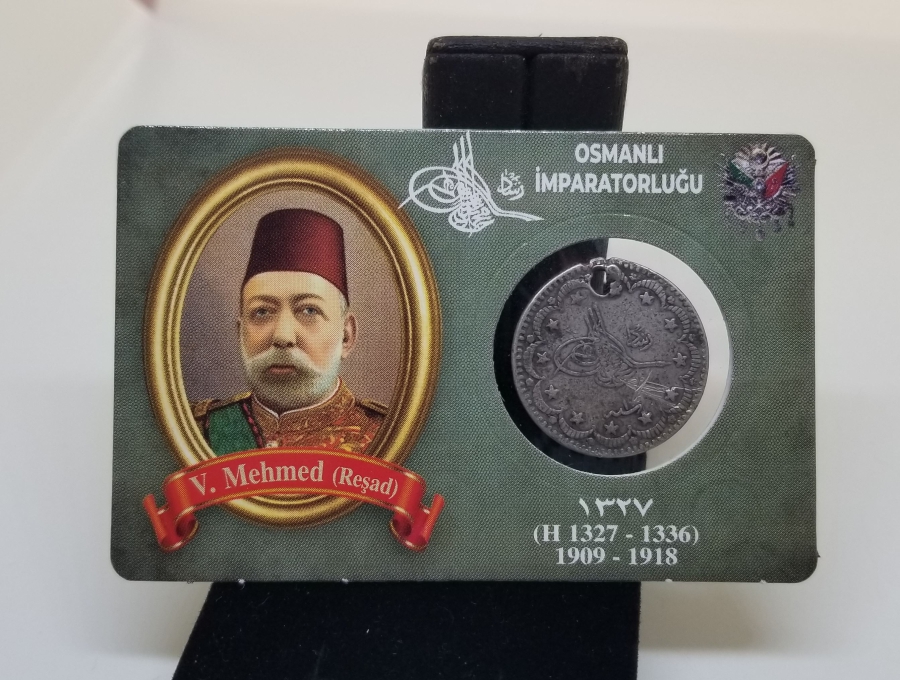 OSMANLI
İMPARATORLUĞU
V. Mehmed (Reşad)
١٣٢٧
(H 1327 - 1336)
1909 - 1918